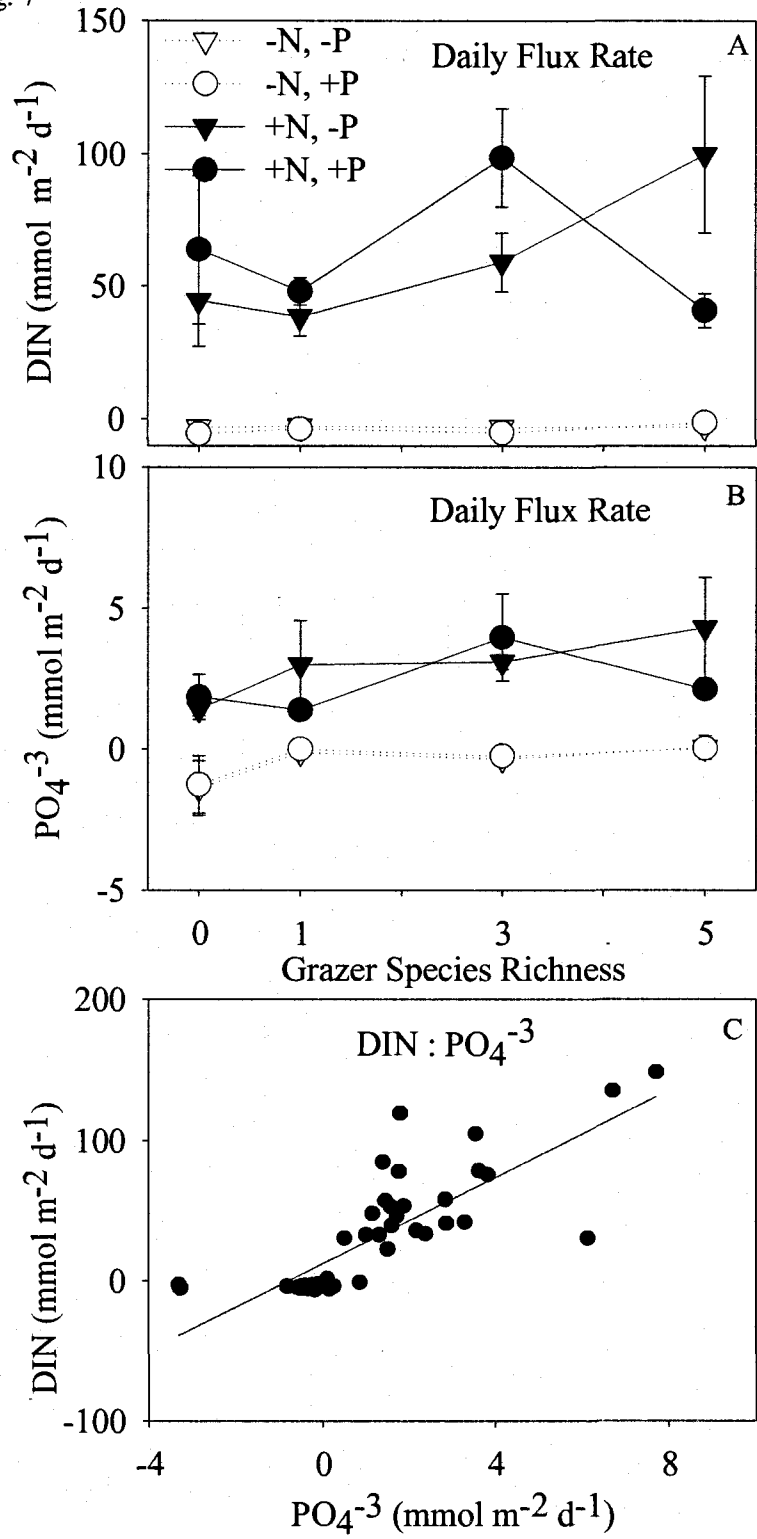 150
A
-N, -P
Daily Flux Rate
-N, +P
+N, -P
100
+N, +P
50
0
DIN (mmol m⁻² d⁻¹)
10
B
Daily Flux Rate
5
0
-5
PO₄⁻³ (mmol m⁻² d⁻¹)
0 1 3 5
Grazer Species Richness
200
C
DIN : PO₄⁻³
100
0
-100
DIN (mmol m⁻² d⁻¹)
-4 0 4 8
PO₄⁻³ (mmol m⁻² d⁻¹)